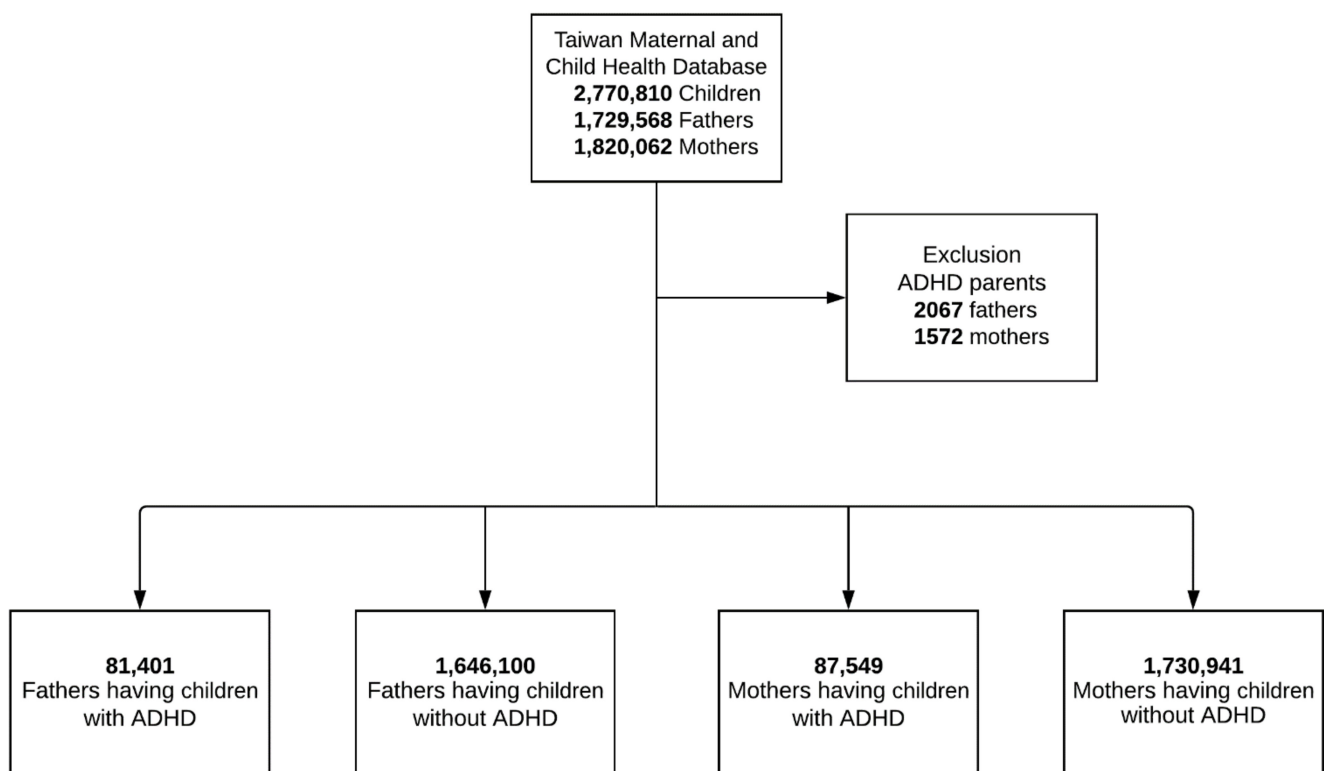 Taiwan Maternal and
Child Health Database
2,770,810 Children
1,729,568 Fathers
1,820,062 Mothers
Exclusion
ADHD parents
2067 fathers
1572 mothers
81,401
Fathers having children
with ADHD
1,646,100
Fathers having children
without ADHD
87,549
Mothers having children
with ADHD
1,730,941
Mothers having children
without ADHD